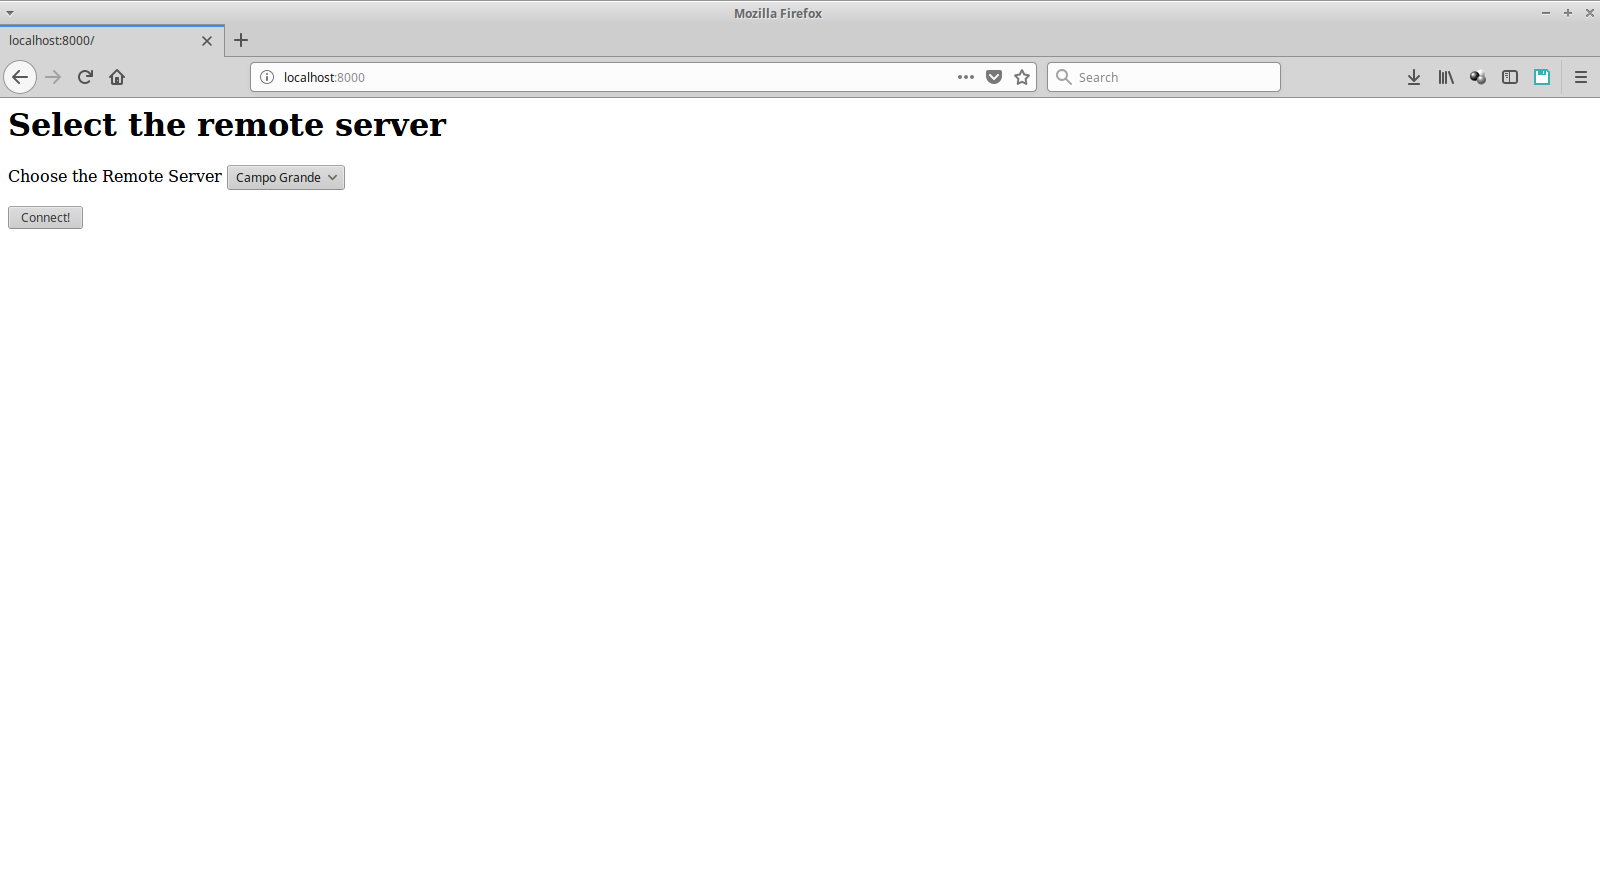 Mozilla Firefox
localhost:8000/
localhost:8000
Search
Select the remote server
Choose the Remote Server Campo Grande
Connect!